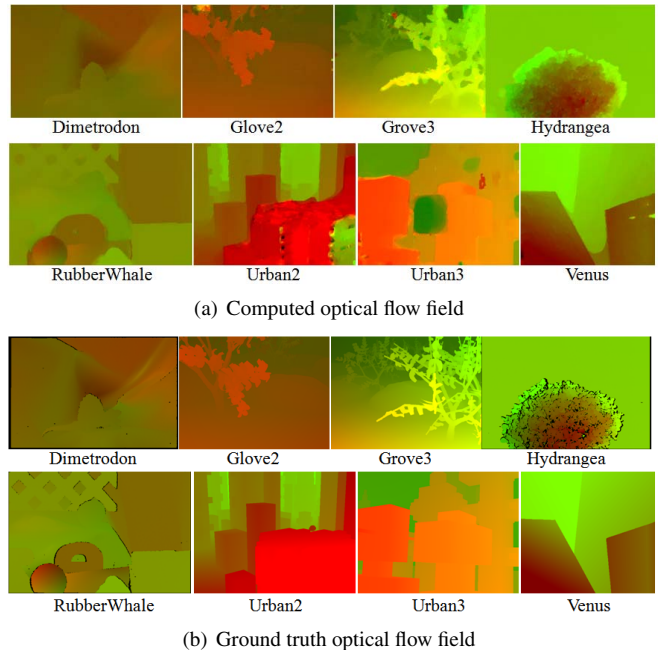 Dimetrodon Glove2 Grove3 Hydrangea
RubberWhale Urban2 Urban3 Venus
(a) Computed optical flow field
Dimetrodon Glove2 Grove3 Hydrangea
RubberWhale Urban2 Urban3 Venus
(b) Ground truth optical flow field